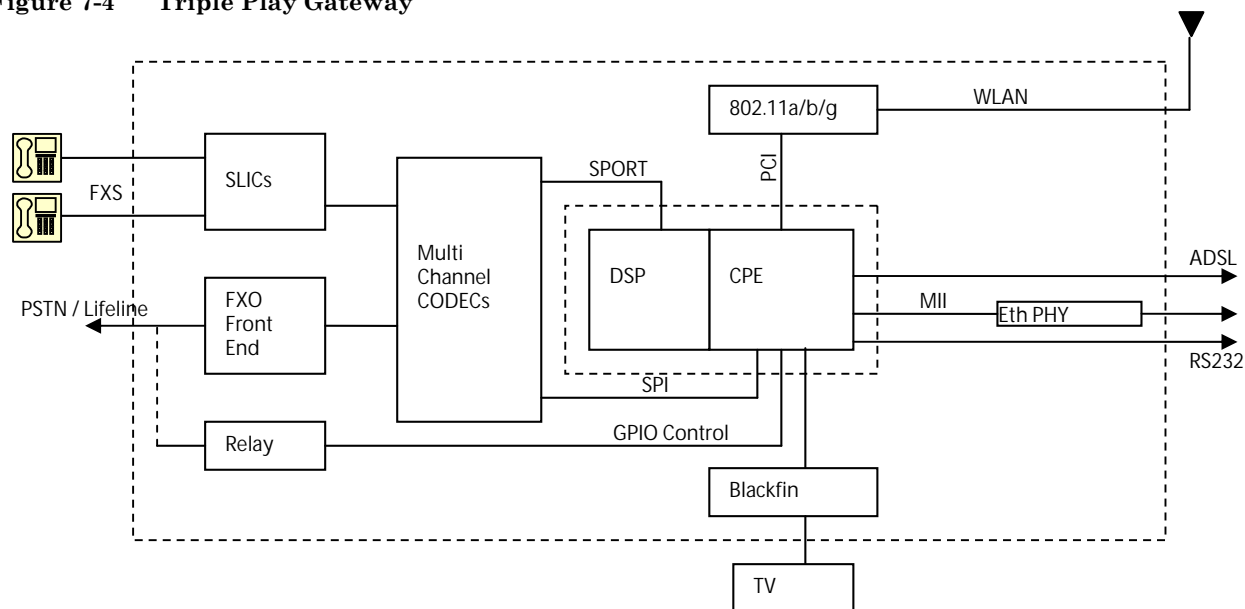 Figure 7-4 Triple Play Gateway
802.11a/b/g
WLAN
PCI
SLICs
FXS
SPORT
Multi
Channel
CODECs
DSP
CPE
ADSL
MII
Eth PHY
RS232
PSTN / Lifeline
FXO
Front
End
SPI
Relay
GPIO Control
Blackfin
TV